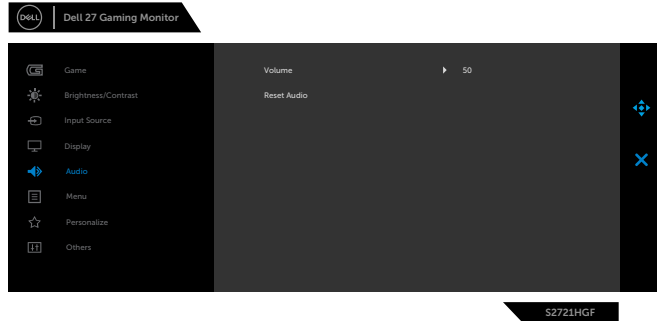 DELL
Dell 27 Gaming Monitor
Game
Volume
50
Brightness/Contrast
Reset Audio
Input Source
Display
Audio
Menu
Personalize
Others
S2721HGF